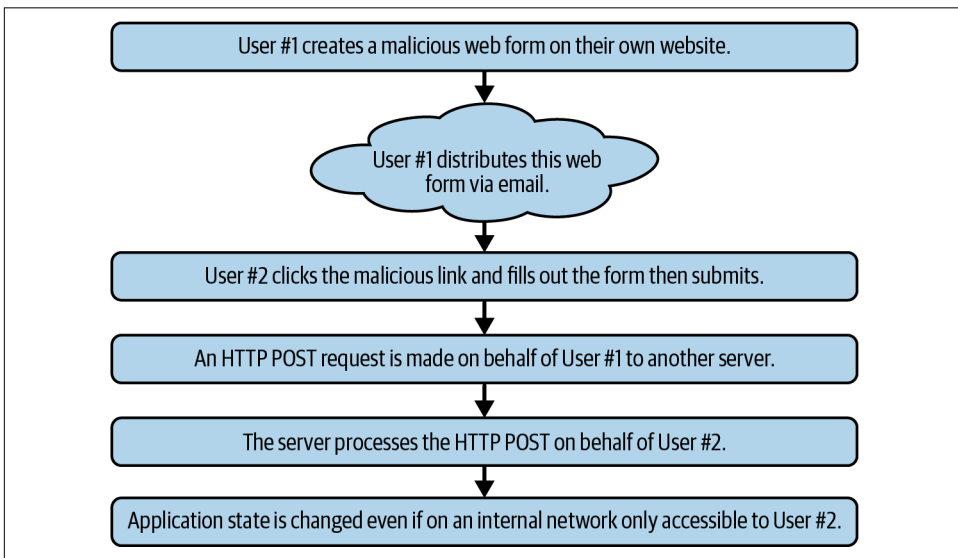 User #1 creates a malicious web form on their own website.
User #1 distributes this web
form via email.
User #2 clicks the malicious link and fills out the form then submits.
An HTTP POST request is made on behalf of User #1 to another server.
The server processes the HTTP POST on behalf of User #2.
Application state is changed even if on an internal network only accessible to User #2.